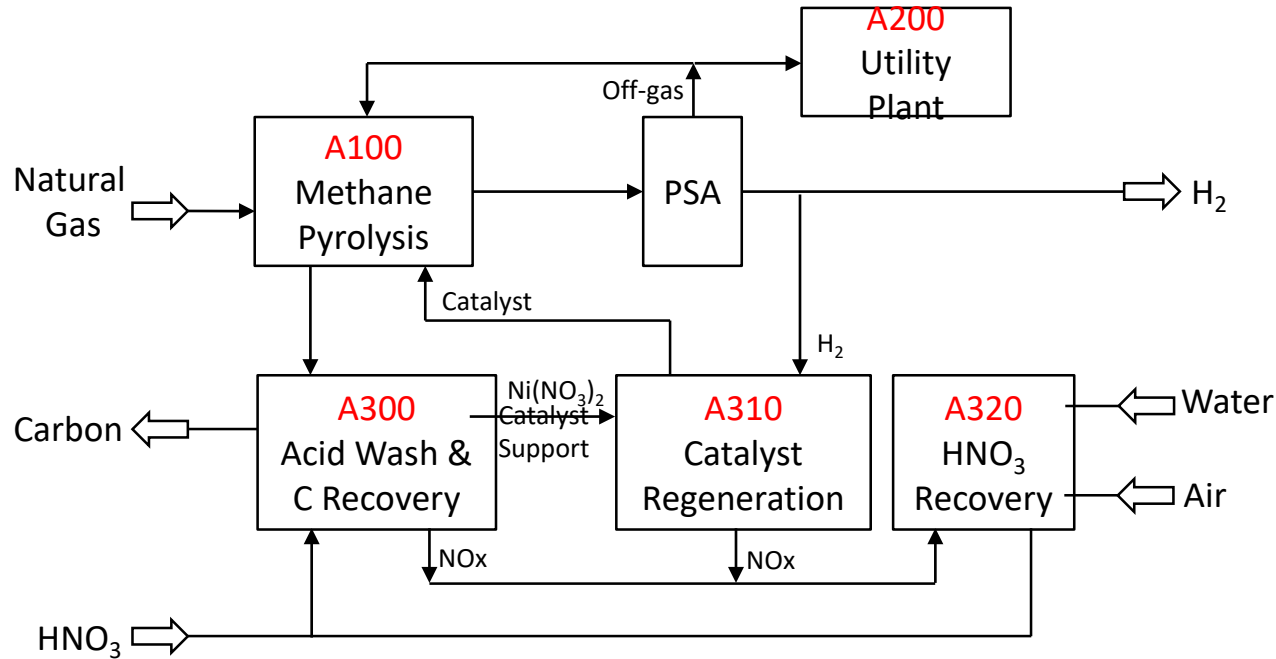 A200
Utility
Plant
Off-gas
A100
Methane
Pyrolysis
Natural
Gas
PSA
H₂
Catalyst
H₂
A300
Acid Wash &
C Recovery
Carbon
Ni(NO₃)₂
Catalyst
Support
A310
Catalyst
Regeneration
A320
HNO₃
Recovery
Water
Air
NOx
NOx
HNO₃